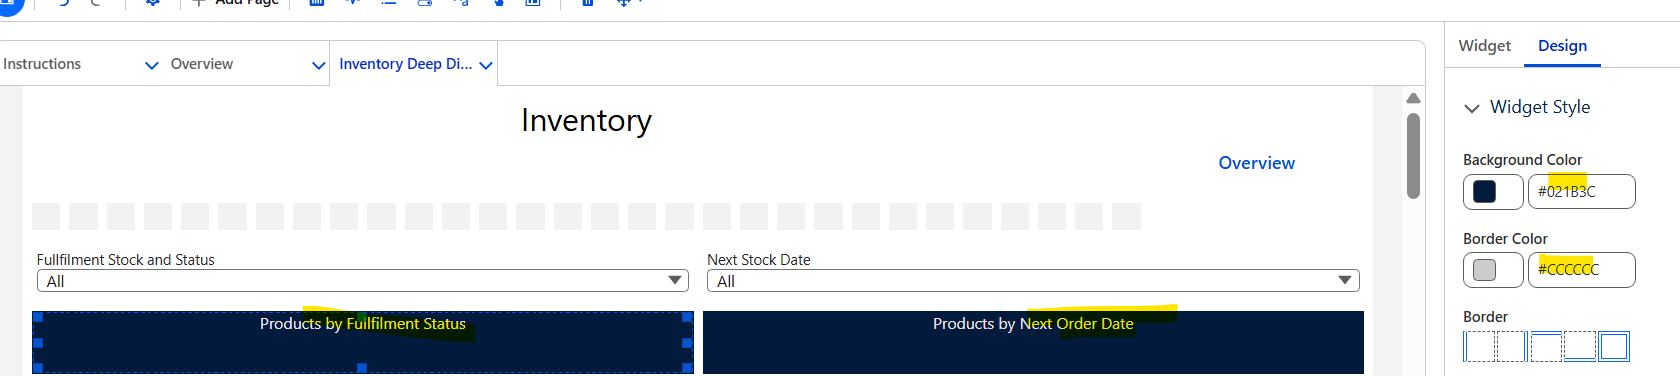 Add Page
Widget
Design
Instructions
Overview
Inventory Deep Di...
Widget Style
Inventory
Background Color
Overview
#021B3C
Border Color
Fullfilment Stock and Status
Next Stock Date
#CCCCCC
All
All
Border
Products by Fullfilment Status
Products by Next Order Date